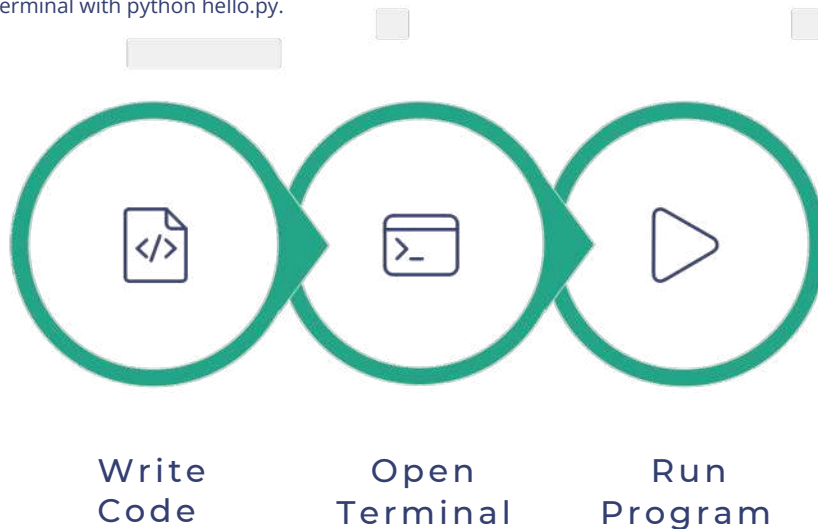 erminal with python hello.py.
</>
>_
Write
Code
Open
Terminal
Run
Program